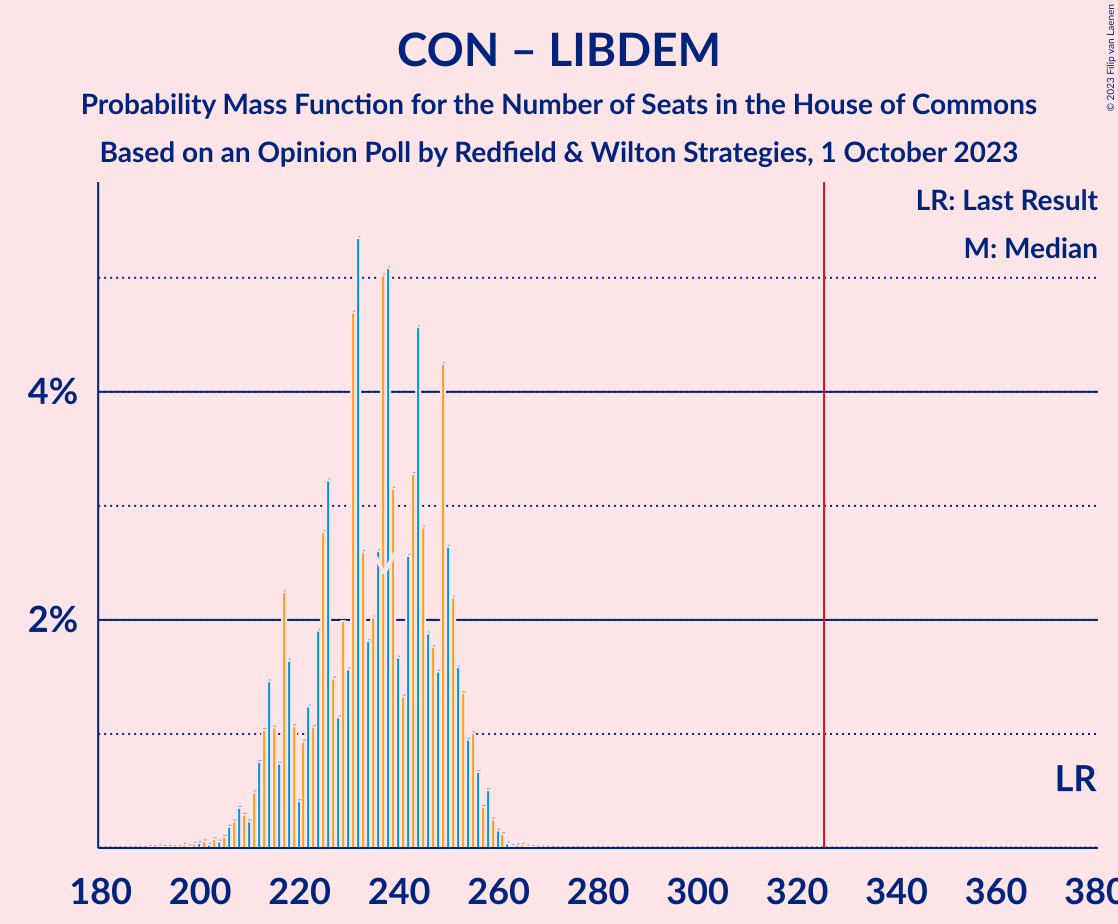 CON – LIBDEM
Probability Mass Function for the Number of Seats in the House of Commons
Based on an Opinion Poll by Redfield & Wilton Strategies, 1 October 2023
© 2023 Filip van Laenen
LR: Last Result
M: Median
4%
2%
LR
180 200 220 240 260 280 300 320 340 360 380